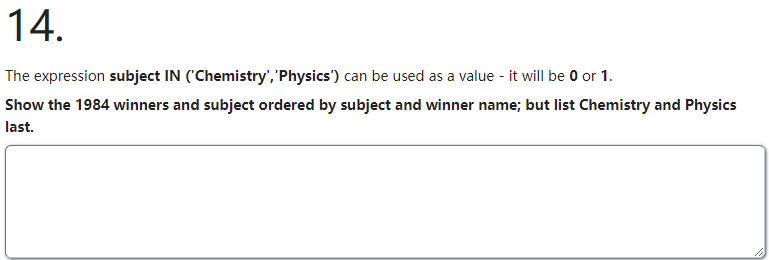 14.
The expression subject IN ('Chemistry','Physics') can be used as a value - it will be 0 or 1.
Show the 1984 winners and subject ordered by subject and winner name; but list Chemistry and Physics
last.